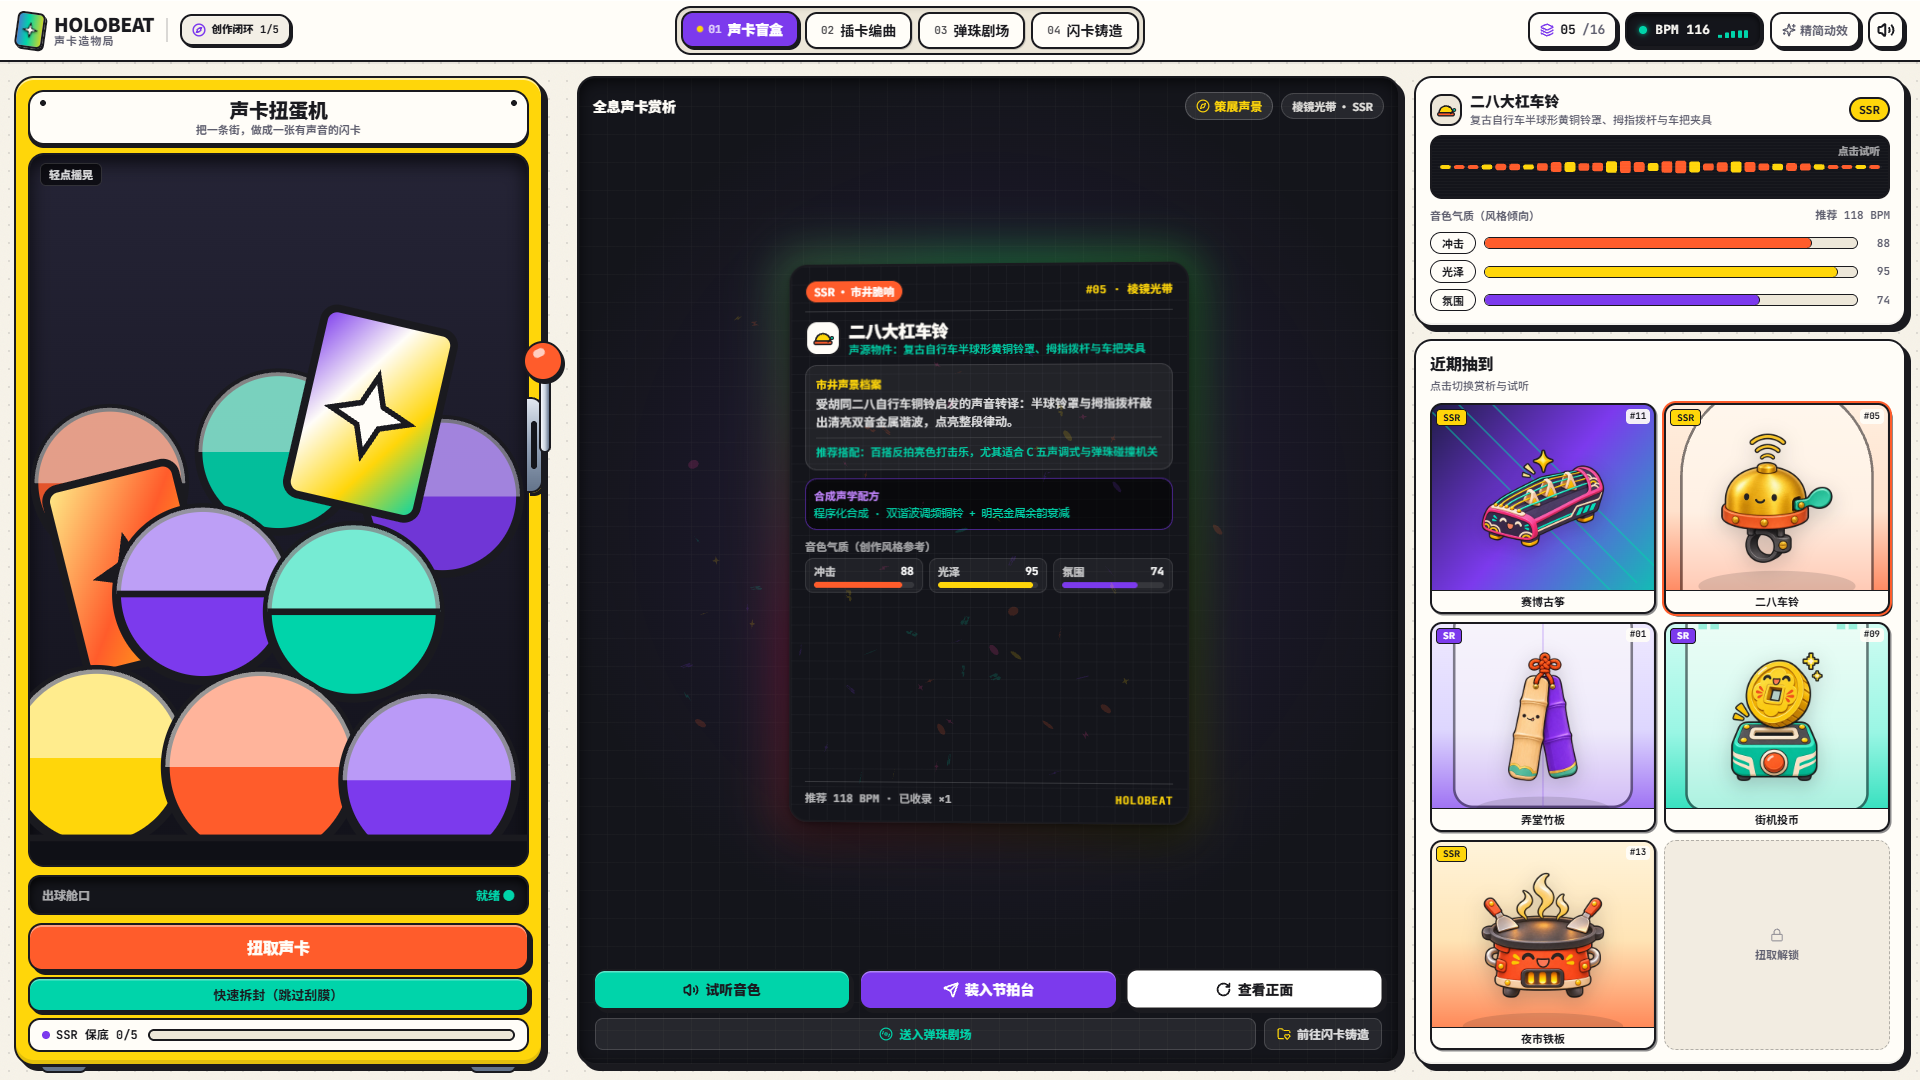 HOLOBEAT
声卡造物局
创作闭环 1/5
01 声卡盲盒
02 插卡编曲
03 弹珠剧场
04 闪卡铸造
05 /16
BPM 116
精简动效
声卡扭蛋机
把一条街，做成一张有声音的闪卡
轻点摇晃
出球舱口
就绪
扭取声卡
快速拆封（跳过刮膜）
SSR 保底 0/5
全息声卡赏析
策展声景
棱镜光带 • SSR
SSR • 市井脆响
#05 · 棱镜光带
二八大杠车铃
声源物件：复古自行车半球形黄铜铃罩、拇指拨杆与车把夹具
市井声景档案
受胡同二八自行车铜铃启发的声音转译：半球铃罩与拇指拨杆敲
出清亮双音金属谐波，点亮整段律动。
推荐搭配：百搭反拍亮色打击乐，尤其适合 C 五声调式与弹珠碰撞机关
合成声学配方
程序化合成 · 双谐波调频铜铃 + 明亮金属余韵衰减
音色气质（创作风格参考）
冲击 88
光泽 95
氛围 74
推荐 118 BPM · 已收录 ×1
HOLOBEAT
试听音色
装入节拍台
查看正面
送入弹珠剧场
前往闪卡铸造
二八大杠车铃
复古自行车半球形黄铜铃罩、拇指拨杆与车把夹具
SSR
点击试听
音色气质（风格倾向）
推荐 118 BPM
冲击 88
光泽 95
氛围 74
近期抽到
点击切换赏析与试听
SSR #11
赛博古筝
SSR #05
二八车铃
SR #01
弄堂竹板
SR #09
街机投币
SSR #13
夜市铁板
扭取解锁